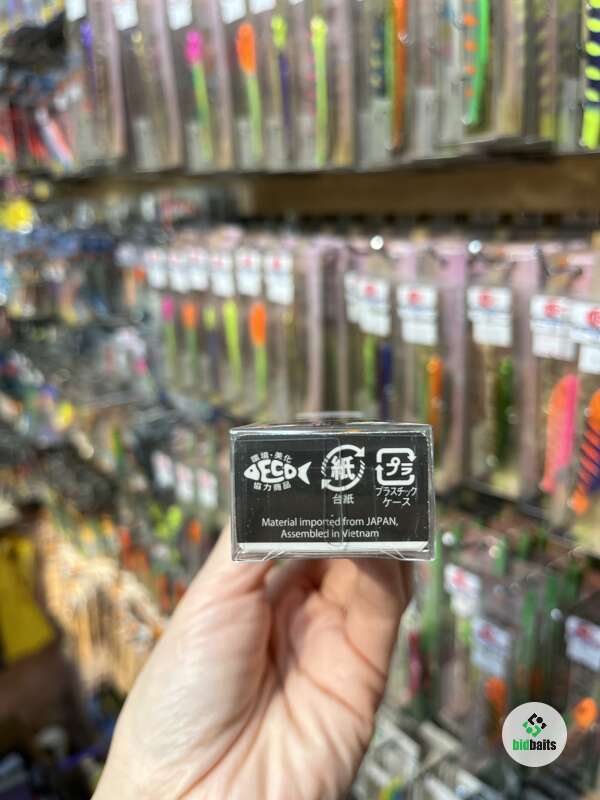 環境・美化
ECO
協力商品
紙
台紙
プラ
プラスチック
ケース
Material imported from JAPAN,
Assembled in Vietnam
bidbaits